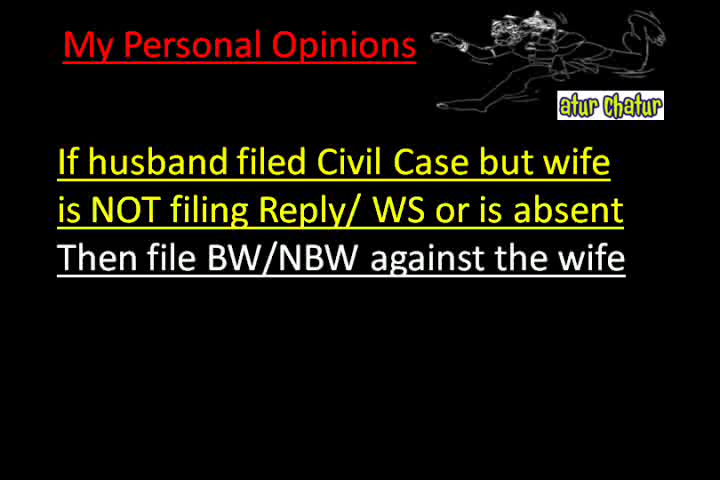 My Personal Opinions
atur chatur
If husband filed Civil Case but wife
is NOT filing Reply/ WS or is absent
Then file BW/NBW against the wife